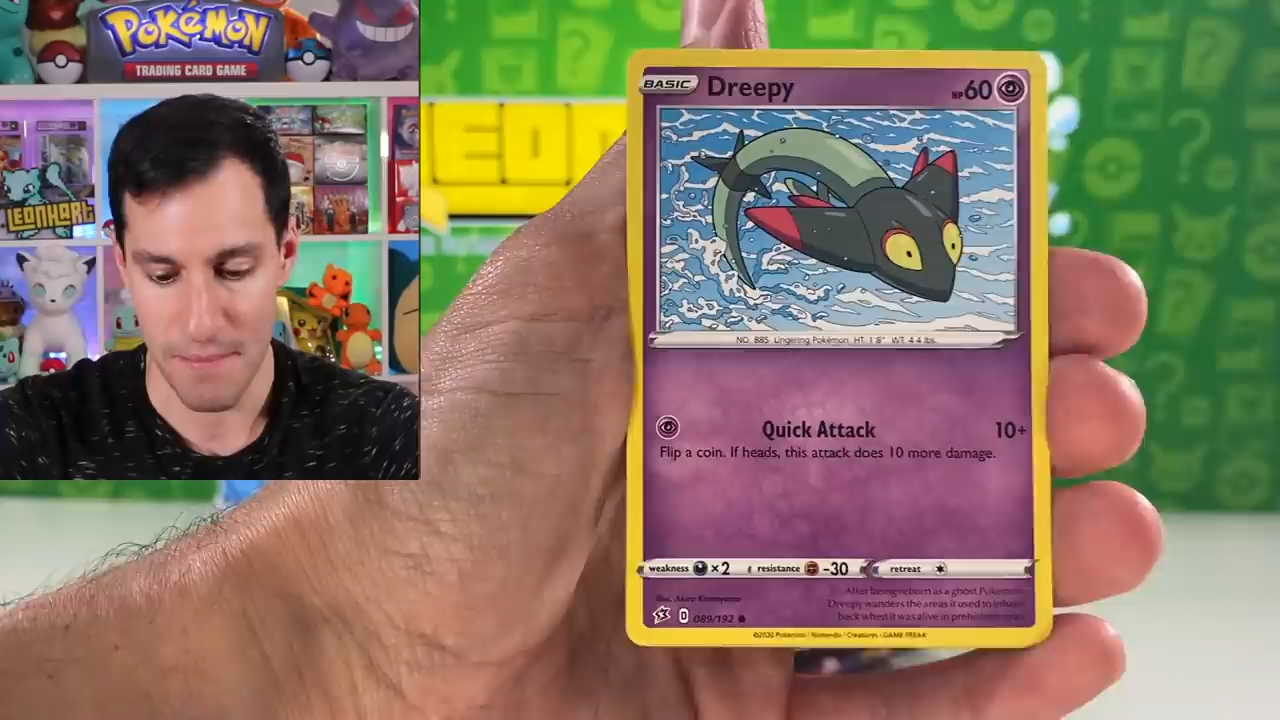 POKéMON
TRADING CARD GAME
LEONHART
EON
BASIC Dreepy HP 60
NO. 885 Lingering Pokémon HT 1'8" WT 4.4 lbs.
Quick Attack 10+
Flip a coin. If heads, this attack does 10 more damage.
weakness ×2 resistance -30 retreat
Illus. Akira Komayama
After being reborn as a ghost Pokémon,
Dreepy wanders the areas it used to inhabit
back when it was alive in prehistoric seas.
D 089/192
©2020 Pokémon / Nintendo / Creatures / GAME FREAK